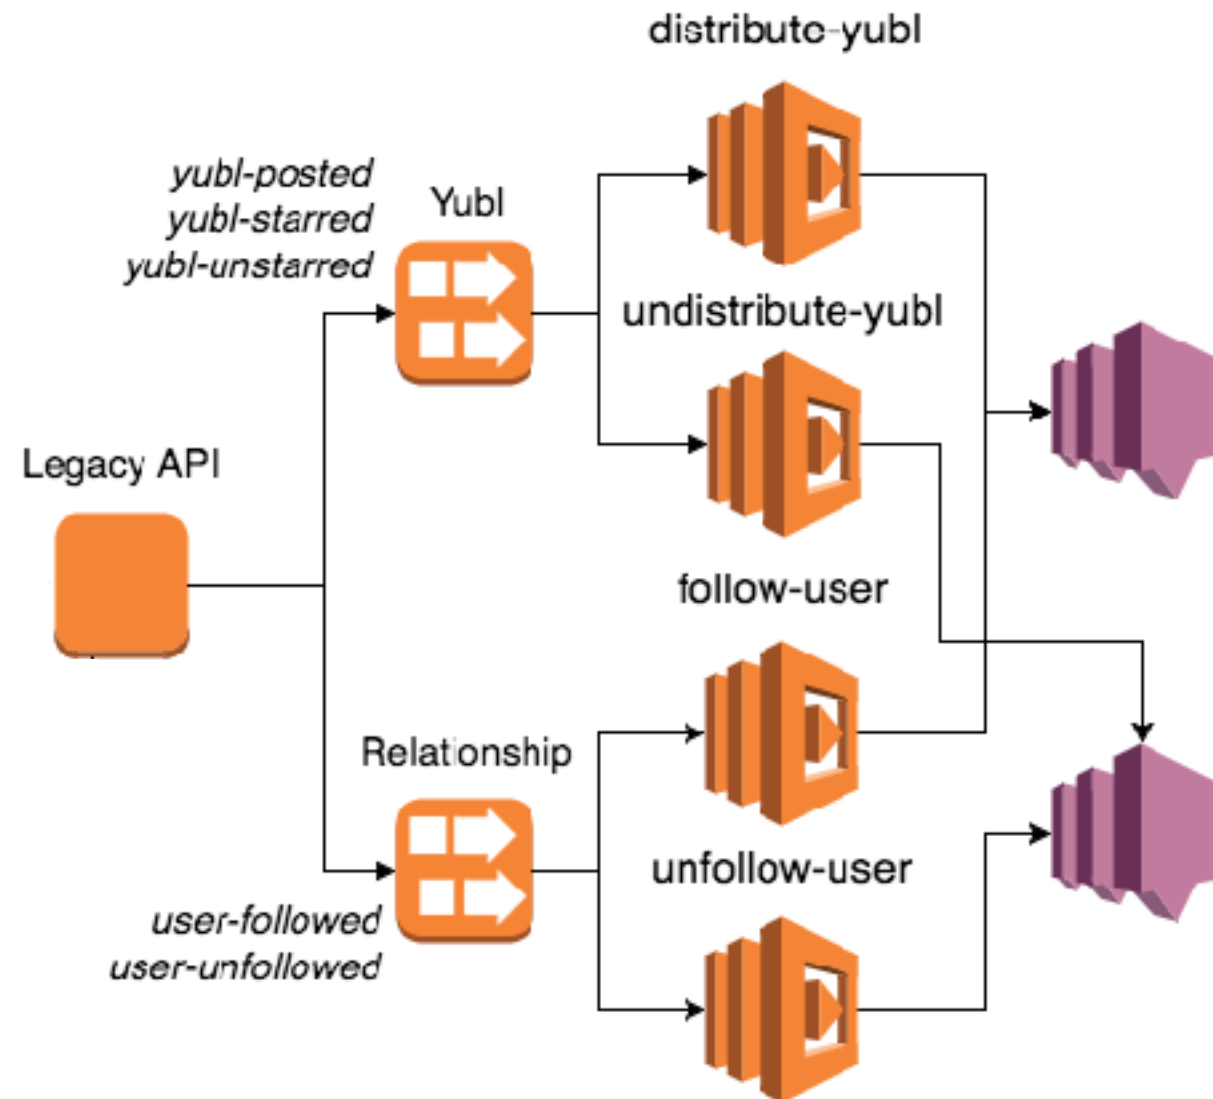 distribute-yubl
yubl-posted
yubl-starred
yubl-unstarred
Yubl
undistribute-yubl
Legacy API
follow-user
Relationship
unfollow-user
user-followed
user-unfollowed